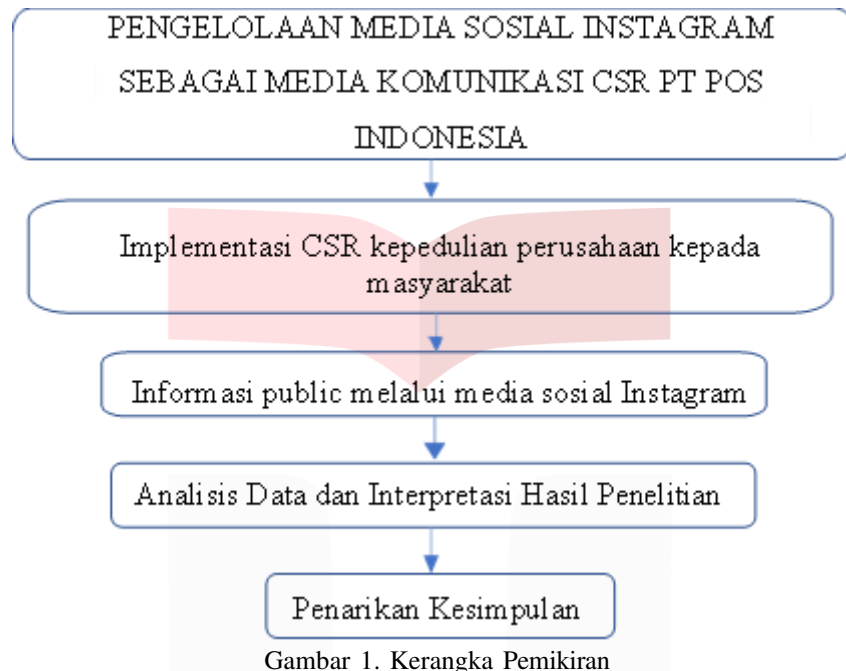 PENGELOLAAN MEDIA SOSIAL INSTAGRAM
SEBAGAI MEDIA KOMUNIKASI CSR PT POS
INDONESIA
Implementasi CSR kepedulian perusahaan kepada
masyarakat
Informasi public melalui media sosial Instagram
Analisis Data dan Interpretasi Hasil Penelitian
Penarikan Kesimpulan
Gambar 1. Kerangka Pemikiran